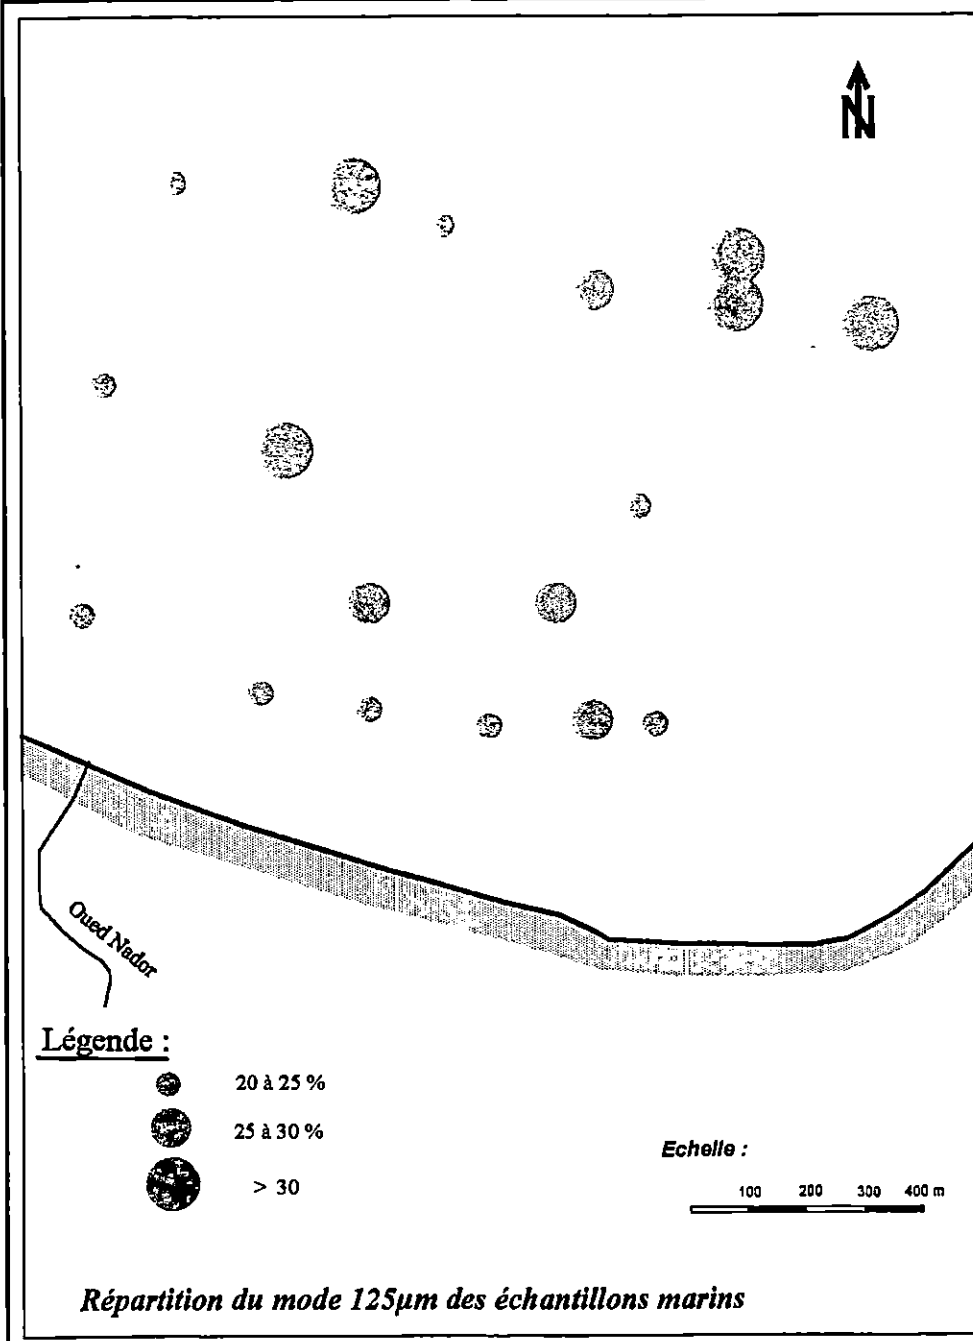 N
Oued Nador
Légende :
20 à 25 %
25 à 30 %
> 30
Echelle :
100 200 300 400 m
Répartition du mode 125µm des échantillons marins